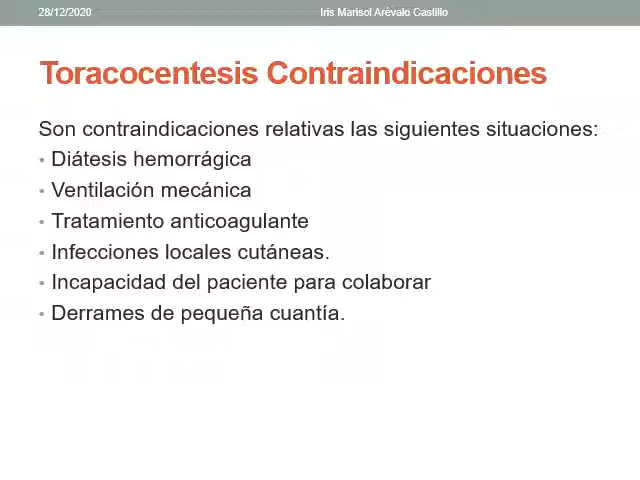 28/12/2020 Iris Marisol Arévalo Castillo
Toracocentesis Contraindicaciones
Son contraindicaciones relativas las siguientes situaciones:
• Diátesis hemorrágica
• Ventilación mecánica
• Tratamiento anticoagulante
• Infecciones locales cutáneas.
• Incapacidad del paciente para colaborar
• Derrames de pequeña cuantía.